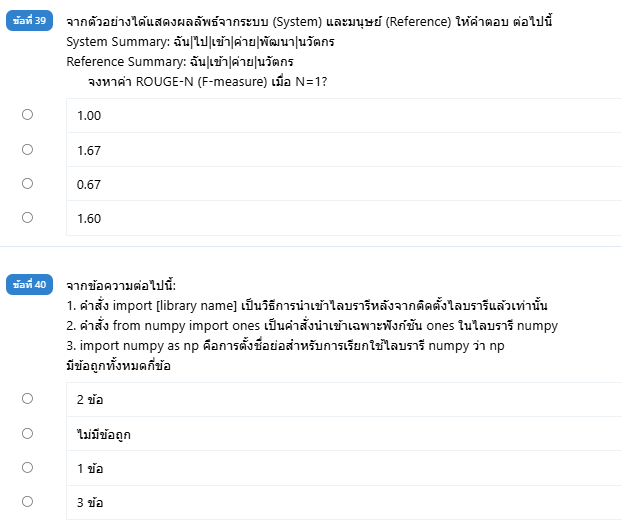 ข้อที่ 39
จากตัวอย่างได้แสดงผลลัพธ์จากระบบ (System) และมนุษย์ (Reference) ให้คำตอบ ต่อไปนี้
System Summary: ฉัน|ไป|เข้า|ค่าย|พัฒนา|นวัตกร
Reference Summary: ฉัน|เข้า|ค่าย|นวัตกร
จงหาค่า ROUGE-N (F-measure) เมื่อ N=1?
1.00
1.67
0.67
1.60
ข้อที่ 40
จากข้อความต่อไปนี้:
1. คำสั่ง import [library name] เป็นวิธีการนำเข้าไลบรารีหลังจากติดตั้งไลบรารีแล้วเท่านั้น
2. คำสั่ง from numpy import ones เป็นคำสั่งนำเข้าเฉพาะฟังก์ชัน ones ในไลบรารี numpy
3. import numpy as np คือการตั้งชื่อย่อสำหรับการเรียกใช้ไลบรารี numpy ว่า np
มีข้อถูกทั้งหมดกี่ข้อ
2 ข้อ
ไม่มีข้อถูก
1 ข้อ
3 ข้อ